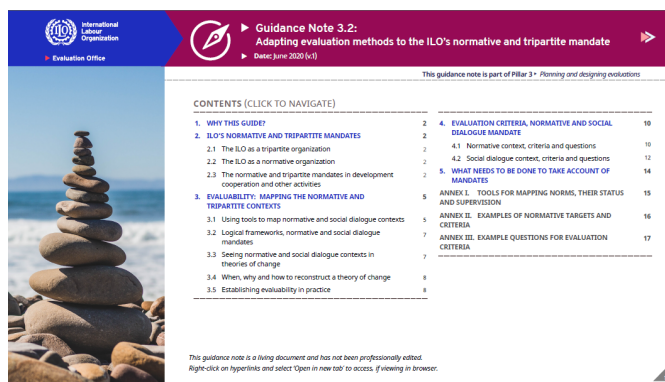 International
Labour
Organization
Evaluation Office
Guidance Note 3.2:
Adapting evaluation methods to the ILO's normative and tripartite mandate
Date: June 2020 (v.1)
This guidance note is part of Pillar 3 • Planning and designing evaluations
CONTENTS (CLICK TO NAVIGATE)
1. WHY THIS GUIDE? 2
2. ILO'S NORMATIVE AND TRIPARTITE MANDATES 2
2.1 The ILO as a tripartite organization 2
2.2 The ILO as a normative organization 2
2.3 The normative and tripartite mandates in development 2
cooperation and other activities
3. EVALUABILITY: MAPPING THE NORMATIVE AND 5
TRIPARTITE CONTEXTS
3.1 Using tools to map normative and social dialogue contexts 5
3.2 Logical frameworks, normative and social dialogue 7
mandates
3.3 Seeing normative and social dialogue contexts in 7
theories of change
3.4 When, why and how to reconstruct a theory of change 8
3.5 Establishing evaluability in practice 8
4. EVALUATION CRITERIA, NORMATIVE AND SOCIAL 10
DIALOGUE MANDATE
4.1 Normative context, criteria and questions 10
4.2 Social dialogue context, criteria and questions 12
5. WHAT NEEDS TO BE DONE TO TAKE ACCOUNT OF 14
MANDATES
ANNEX I. TOOLS FOR MAPPING NORMS, THEIR STATUS 15
AND SUPERVISION
ANNEX II. EXAMPLES OF NORMATIVE TARGETS AND 16
CRITERIA
ANNEX III. EXAMPLE QUESTIONS FOR EVALUATION 17
CRITERIA
This guidance note is a living document and has not been professionally edited.
Right-click on hyperlinks and select 'Open in new tab' to access, if viewing in browser.